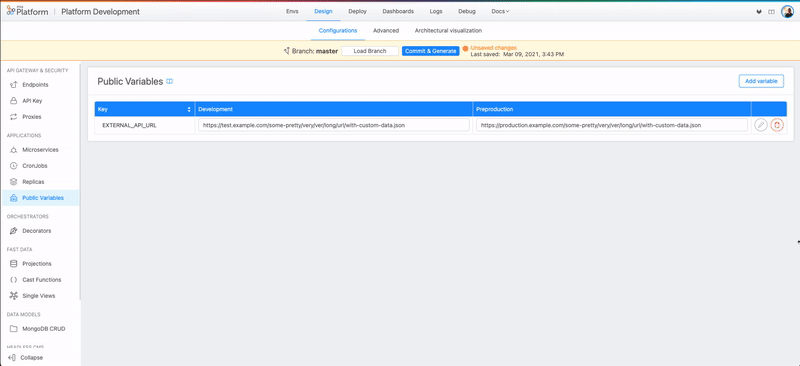 mia
Platform | Platform Development
Envs Design Deploy Dashboards Logs Debug Docs
Configurations Advanced Architectural visualization
Branch: master Load Branch Commit & Generate Unsaved changes
Last saved: Mar 09, 2021, 3:43 PM
API GATEWAY & SECURITY
Endpoints
API Key
Proxies
APPLICATIONS
Microservices
CronJobs
Replicas
Public Variables
ORCHESTRATORS
Decorators
FAST DATA
Projections
Cast Functions
Single Views
DATA MODELS
MongoDB CRUD
HEADLESS CMS
Collapse
Public Variables
Add variable
Key Development Preproduction
EXTERNAL_API_URL https://test.example.com/some-pretty/very/ver/long/url/with-custom-data.json https://production.example.com/some-pretty/very/ver/long/url/with-custom-data.json